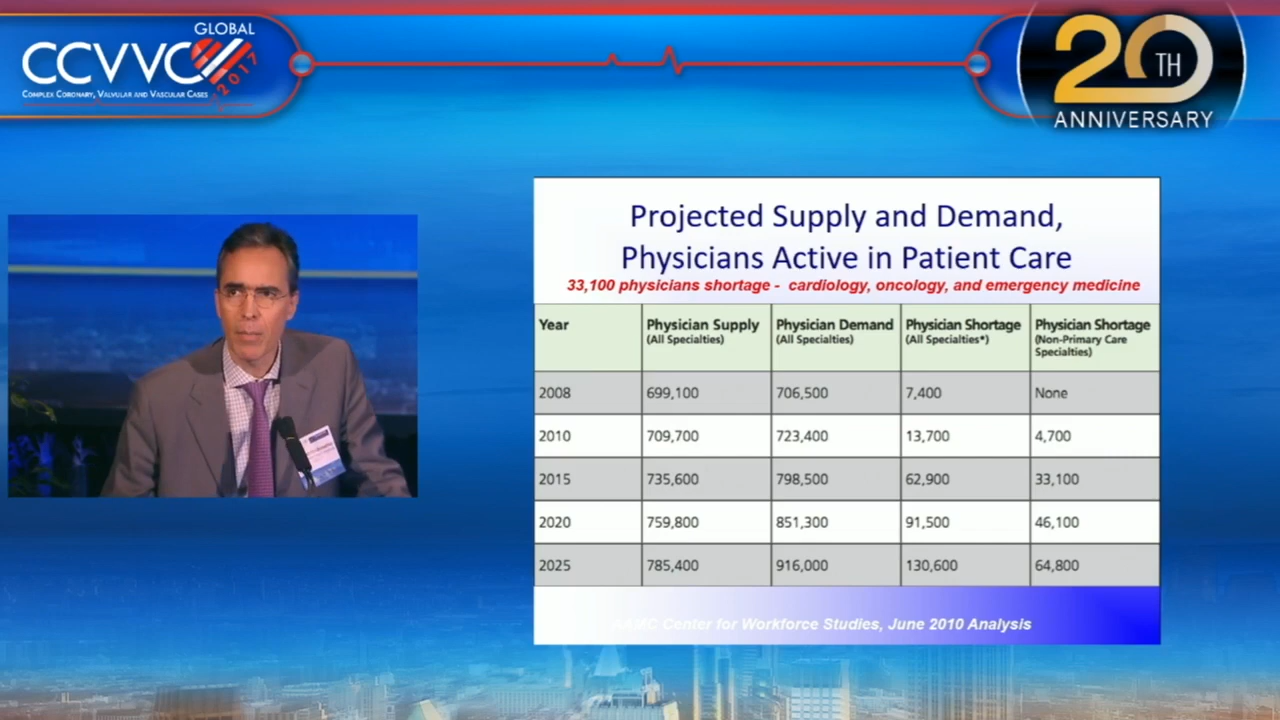 GLOBAL
CCVVC
2017
COMPLEX CORONARY, VALVULAR AND VASCULAR CASES
20TH
ANNIVERSARY
Projected Supply and Demand,
Physicians Active in Patient Care
33,100 physicians shortage - cardiology, oncology, and emergency medicine
Year Physician Supply (All Specialties) Physician Demand (All Specialties) Physician Shortage (All Specialties*) Physician Shortage (Non-Primary Care Specialties)
2008 699,100 706,500 7,400 None
2010 709,700 723,400 13,700 4,700
2015 735,600 798,500 62,900 33,100
2020 759,800 851,300 91,500 46,100
2025 785,400 916,000 130,600 64,800
AAMC Center for Workforce Studies, June 2010 Analysis